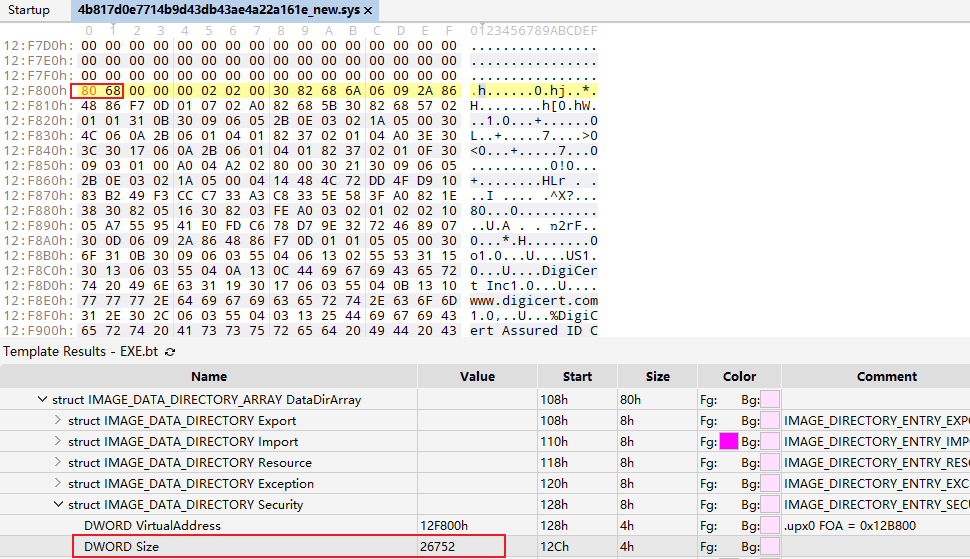 Startup 4b817d0e7714b9d43db43ae4a22a161e_new.sys ×
0 1 2 3 4 5 6 7 8 9 A B C D E F 0123456789ABCDEF
12:F7D0h: 00 00 00 00 00 00 00 00 00 00 00 00 00 00 00 00 ................
12:F7E0h: 00 00 00 00 00 00 00 00 00 00 00 00 00 00 00 00 ................
12:F7F0h: 00 00 00 00 00 00 00 00 00 00 00 00 00 00 00 00 ................
12:F800h: 80 68 00 00 00 02 02 00 30 82 68 6A 06 09 2A 86 .h......0.hj..*.
12:F810h: 48 86 F7 0D 01 07 02 A0 82 68 5B 30 82 68 57 02 H........h[0.hW.
12:F820h: 01 01 31 0B 30 09 06 05 2B 0E 03 02 1A 05 00 30 ..1.0...+......0
12:F830h: 4C 06 0A 2B 06 01 04 01 82 37 02 01 04 A0 3E 30 L..+.....7....>0
12:F840h: 3C 30 17 06 0A 2B 06 01 04 01 82 37 02 01 0F 30 <0...+.....7...0
12:F850h: 09 03 01 00 A0 04 A2 02 80 00 30 21 30 09 06 05 ..........0!0...
12:F860h: 2B 0E 03 02 1A 05 00 04 14 48 4C 72 DD 4F D9 10 +........HLr . .
12:F870h: 83 B2 49 F3 CC C7 33 A3 C8 33 5E 58 3F A0 82 1E ..I .... .^X?...
12:F880h: 38 30 82 05 16 30 82 03 FE A0 03 02 01 02 02 10 80...0..........
12:F890h: 05 A7 55 95 41 E0 FD C6 78 D7 9E 32 72 46 89 07 ..U.A . . מ2rF..
12:F8A0h: 30 0D 06 09 2A 86 48 86 F7 0D 01 01 05 05 00 30 0...*.H........0
12:F8B0h: 6F 31 0B 30 09 06 03 55 04 06 13 02 55 53 31 15 o1.0...U....US1.
12:F8C0h: 30 13 06 03 55 04 0A 13 0C 44 69 67 69 43 65 72 0...U....DigiCer
12:F8D0h: 74 20 49 6E 63 31 19 30 17 06 03 55 04 0B 13 10 t Inc1.0...U....
12:F8E0h: 77 77 77 2E 64 69 67 69 63 65 72 74 2E 63 6F 6D www.digicert.com
12:F8F0h: 31 2E 30 2C 06 03 55 04 03 13 25 44 69 67 69 43 1.0,..U...%DigiC
12:F900h: 65 72 74 20 41 73 73 75 72 65 64 20 49 44 20 43 ert Assured ID C
Template Results - EXE.bt
Name Value Start Size Color Comment
struct IMAGE_DATA_DIRECTORY_ARRAY DataDirArray 108h 80h Fg: Bg:
struct IMAGE_DATA_DIRECTORY Export 108h 8h Fg: Bg: IMAGE_DIRECTORY_ENTRY_EXPO
struct IMAGE_DATA_DIRECTORY Import 110h 8h Fg: Bg: IMAGE_DIRECTORY_ENTRY_IMPO
struct IMAGE_DATA_DIRECTORY Resource 118h 8h Fg: Bg: IMAGE_DIRECTORY_ENTRY_RESO
struct IMAGE_DATA_DIRECTORY Exception 120h 8h Fg: Bg: IMAGE_DIRECTORY_ENTRY_EXC
struct IMAGE_DATA_DIRECTORY Security 128h 8h Fg: Bg: IMAGE_DIRECTORY_ENTRY_SECU
DWORD VirtualAddress 12F800h 128h 4h Fg: Bg: .upx0 FOA = 0x12B800
DWORD Size 26752 12Ch 4h Fg: Bg: